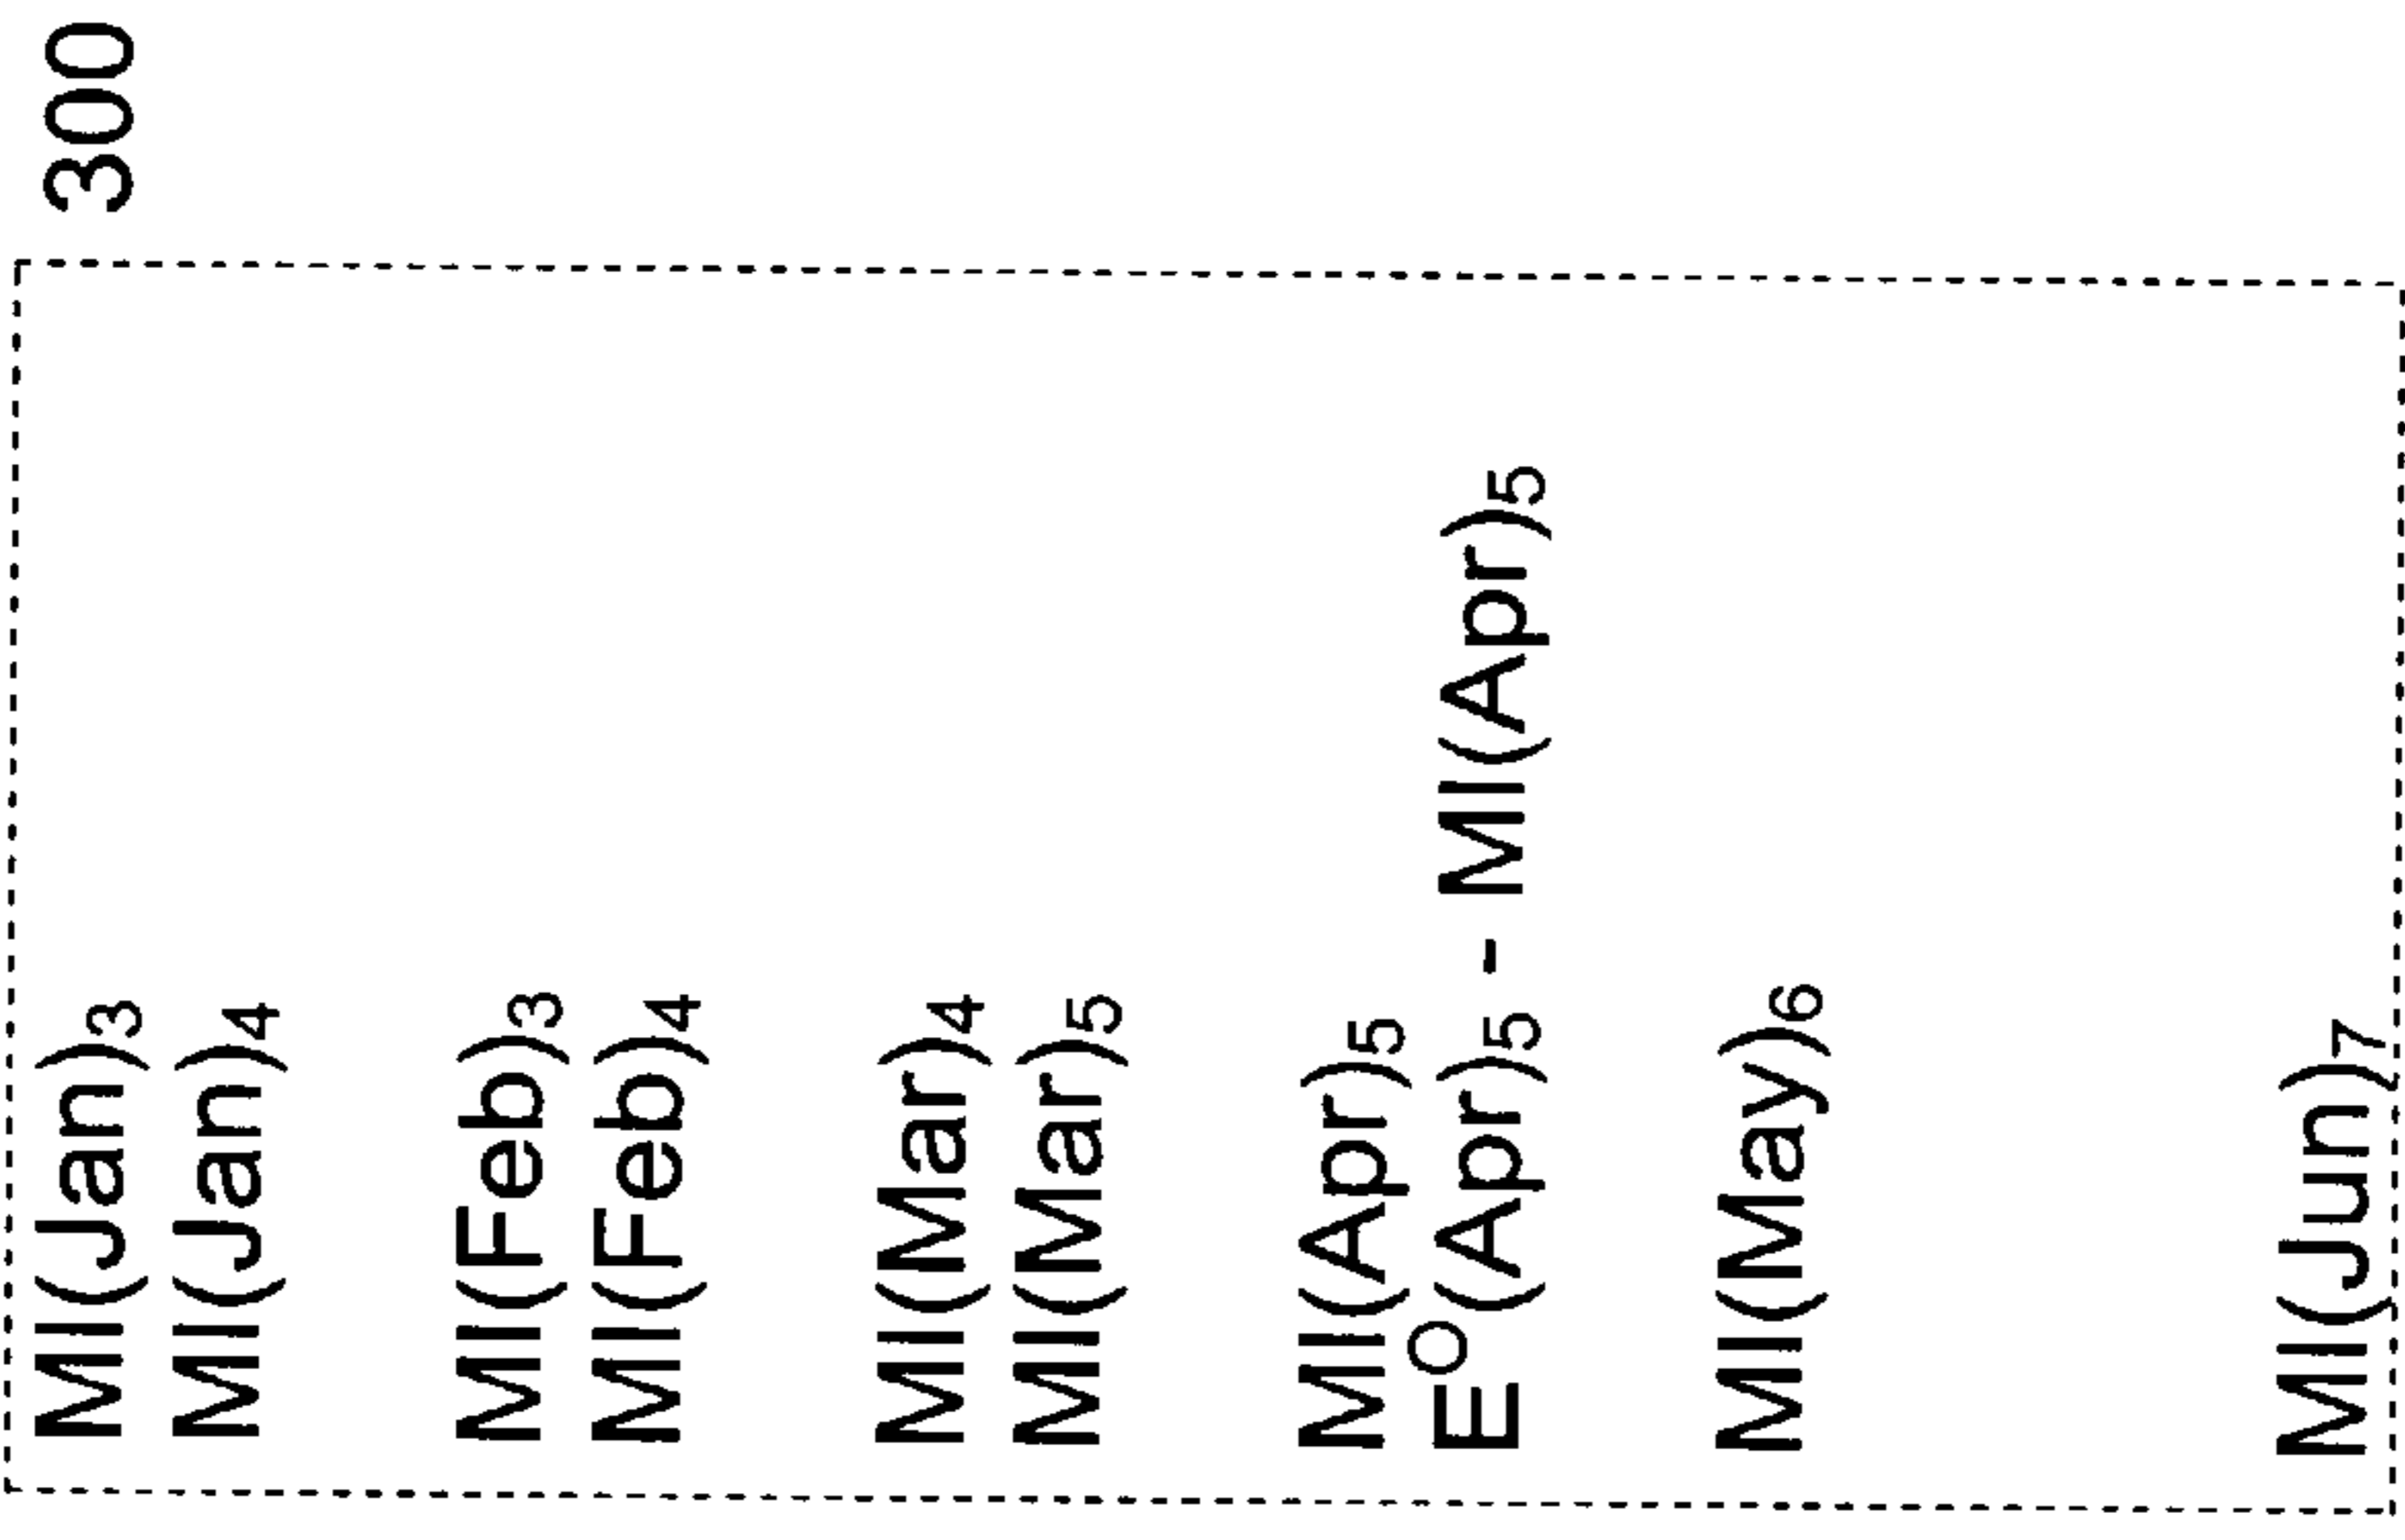 300
MI(Jan)₃
MI(Jan)₄
MI(Feb)₃
MI(Feb)₄
MI(Mar)₄
MI(Mar)₅
MI(Apr)₅
Eᴼ(Apr)₅ - MI(Apr)₅
MI(May)₆
MI(Jun)₇